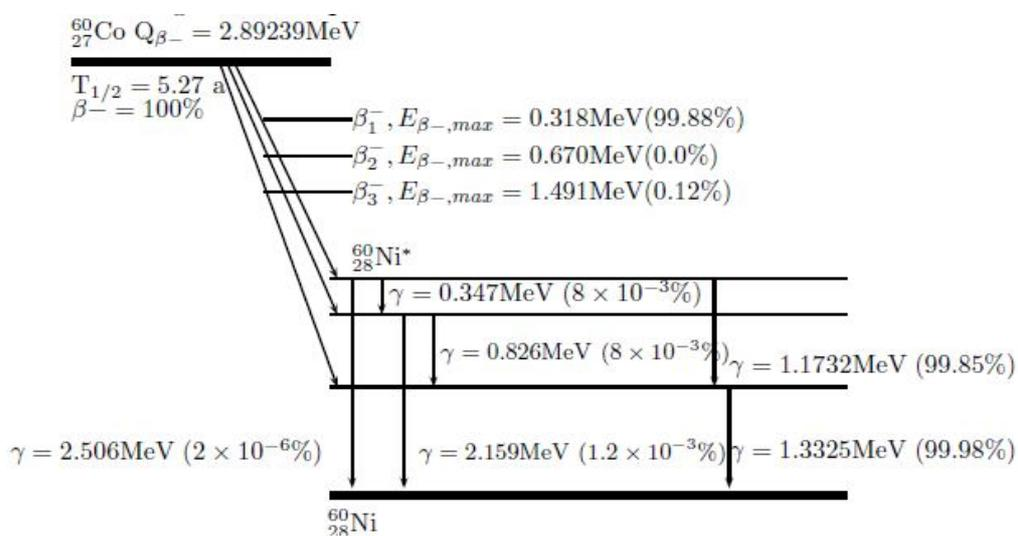 ⁶⁰₂₇Co Q_β₋ = 2.89239MeV
T₁/₂ = 5.27 a
β− = 100%
β₁⁻, E_β−,max = 0.318MeV(99.88%)
β₂⁻, E_β−,max = 0.670MeV(0.0%)
β₃⁻, E_β−,max = 1.491MeV(0.12%)
⁶⁰₂₈Ni*
γ = 0.347MeV (8 × 10⁻³%)
γ = 0.826MeV (8 × 10⁻³%)
γ = 1.1732MeV (99.85%)
γ = 2.506MeV (2 × 10⁻⁶%)
γ = 2.159MeV (1.2 × 10⁻³%)
γ = 1.3325MeV (99.98%)
⁶⁰₂₈Ni